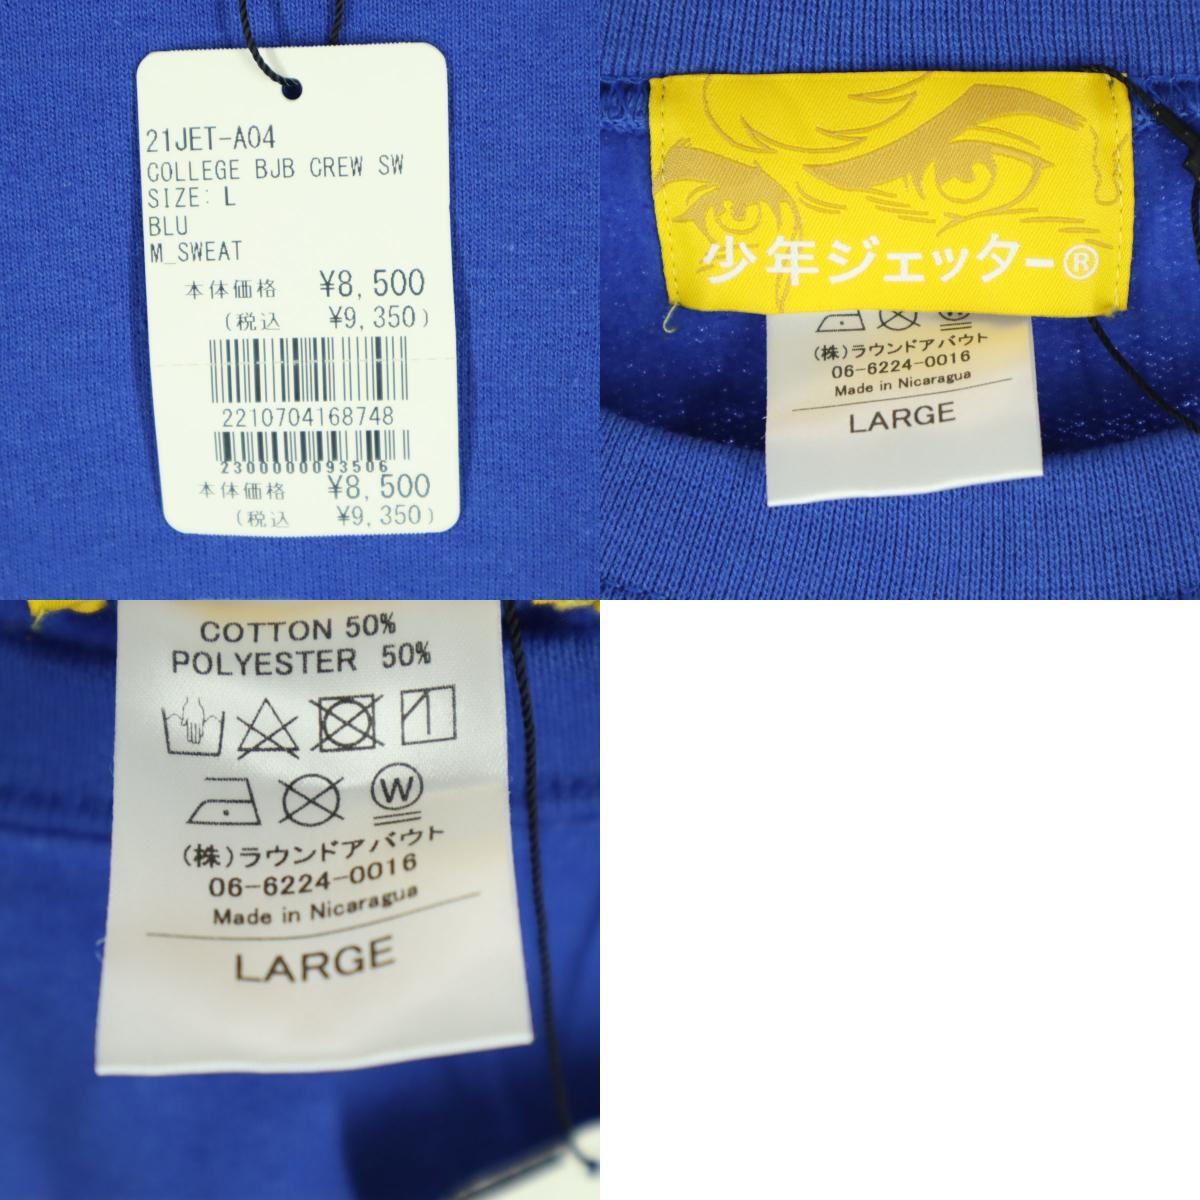 21JET-A04
COLLEGE BJB CREW SW
SIZE: L
BLU
M_SWEAT
本体価格 ¥8,500
(税込 ¥9,350)
2210704168748
2300000093506
本体価格 ¥8,500
(税込 ¥9,350)
少年ジェッター®
W
(株)ラウンドアバウト
06-6224-0016
Made in Nicaragua
LARGE
COTTON 50%
POLYESTER 50%
W
(株)ラウンドアバウト
06-6224-0016
Made in Nicaragua
LARGE